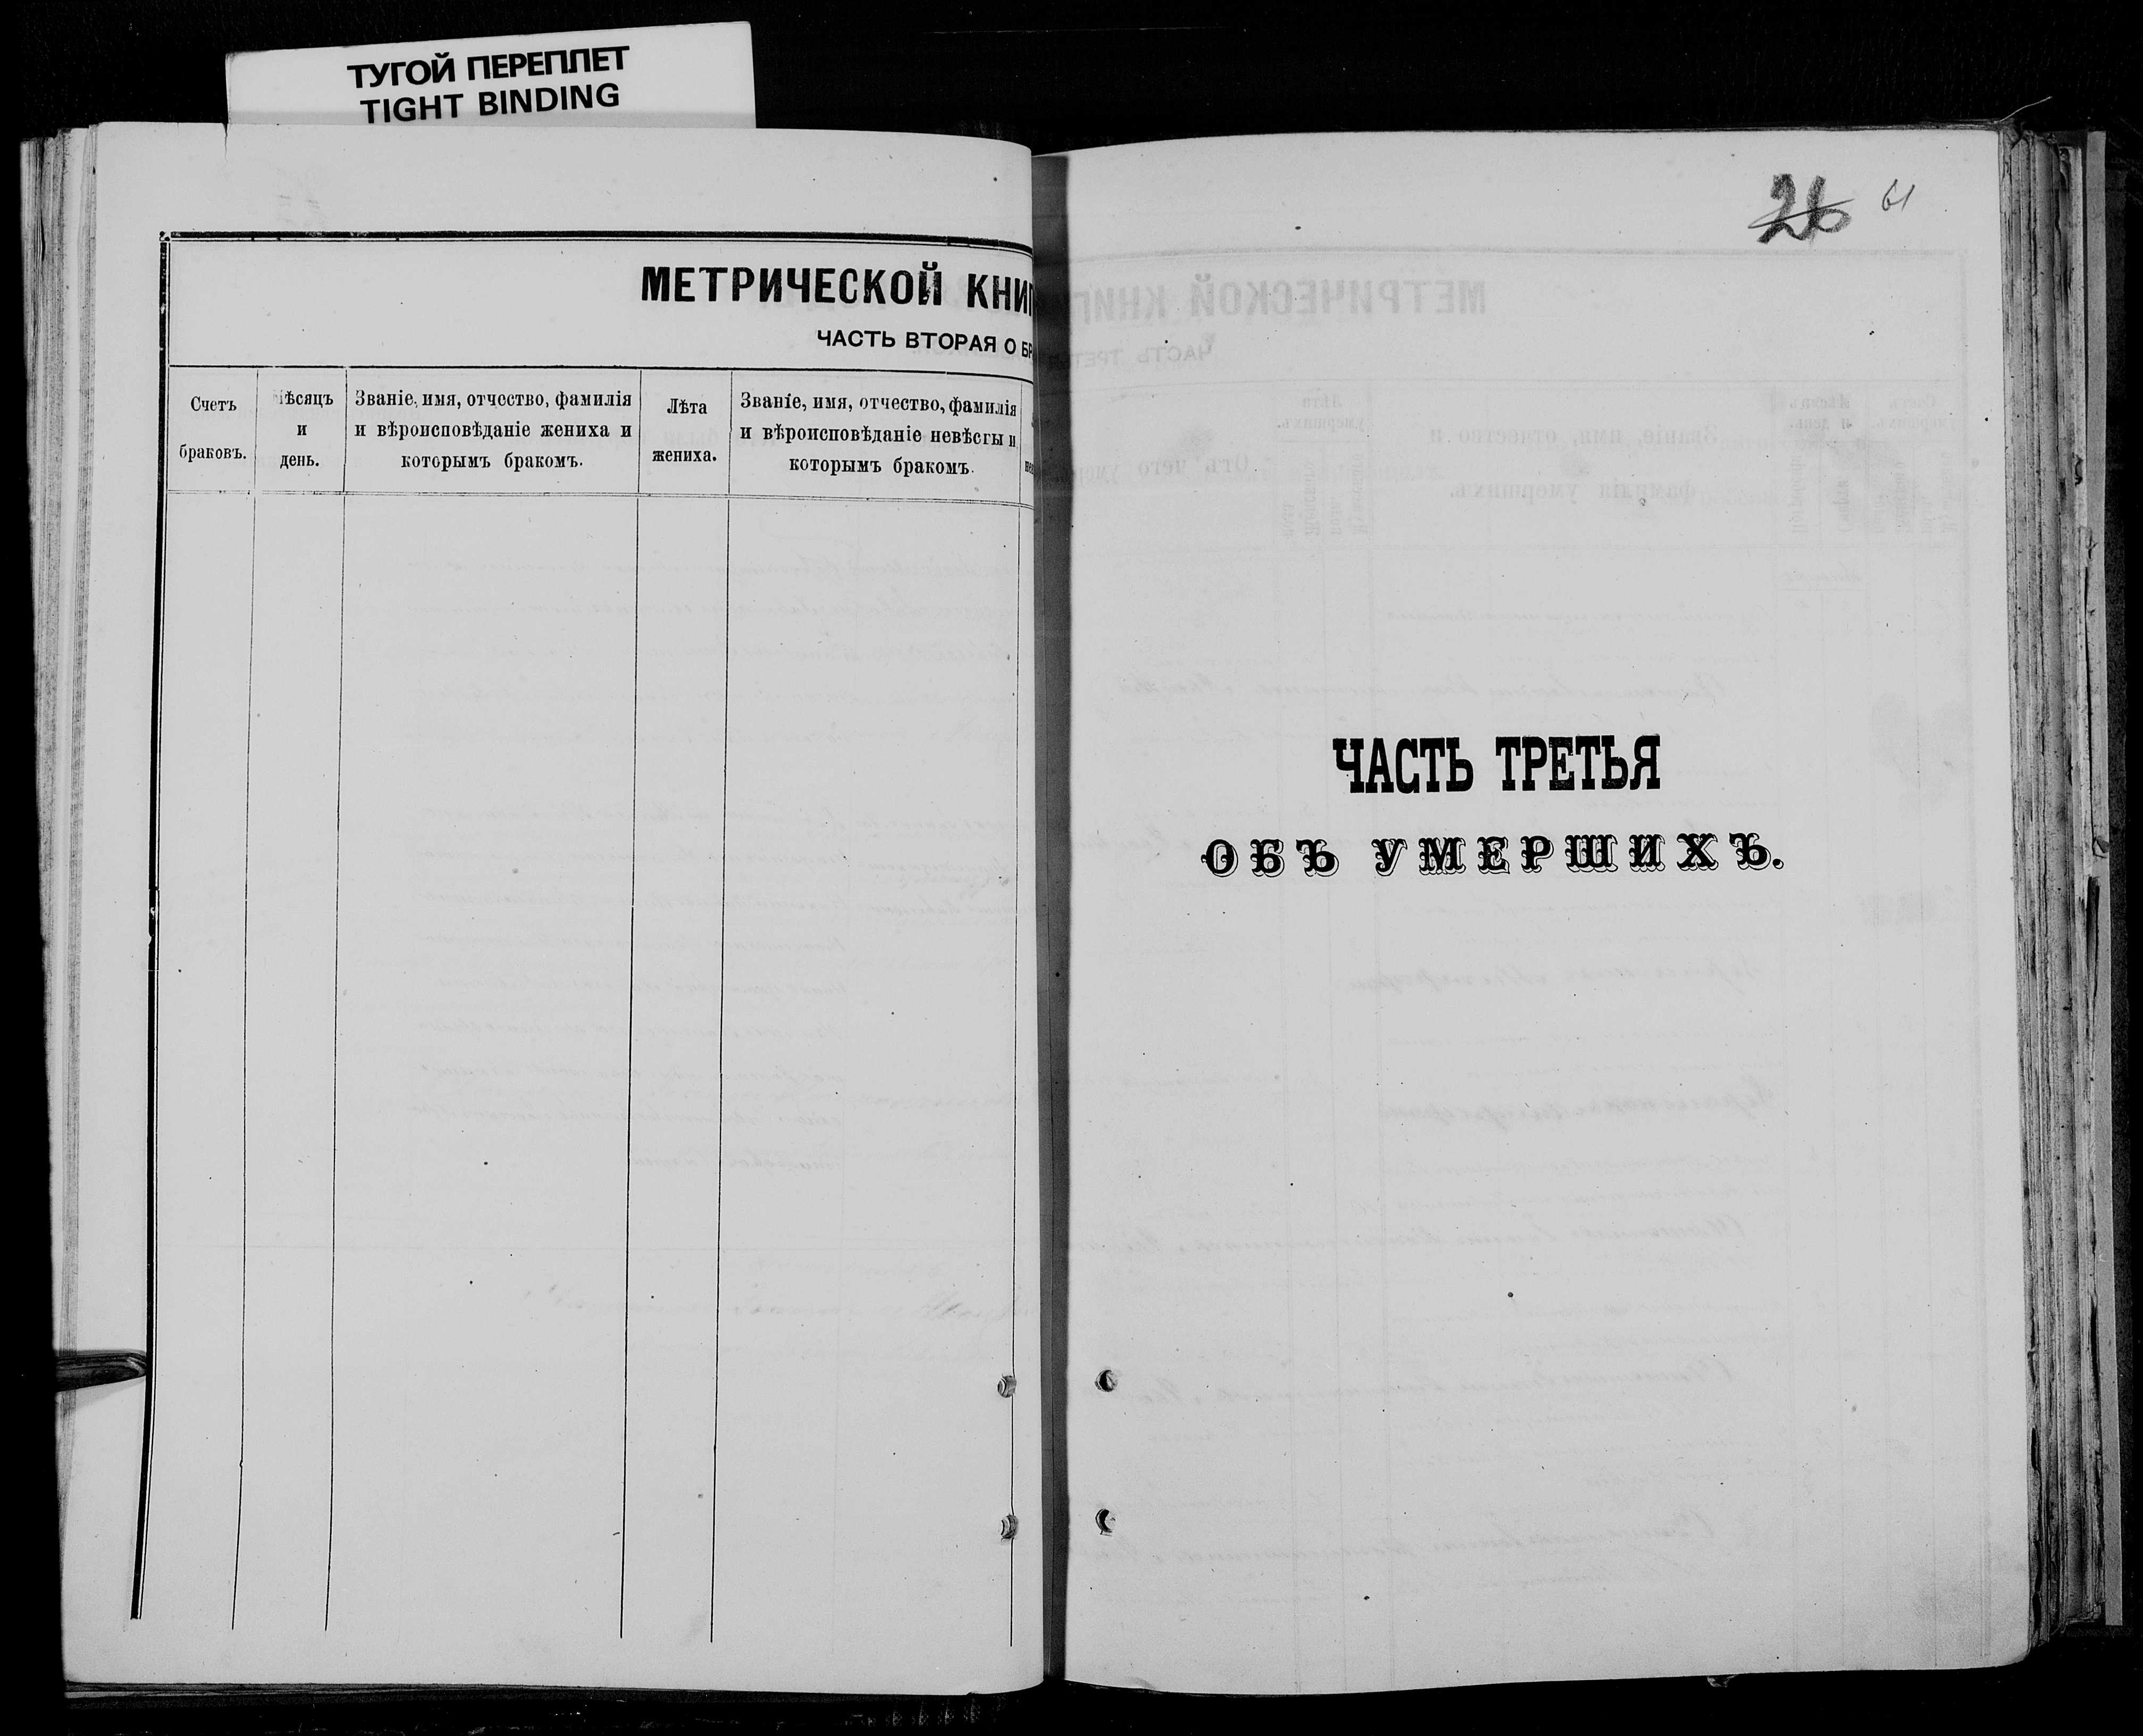 ТУГОЙ ПЕРЕПЛЕТ
TIGHT BINDING
МЕТРИЧЕСКОЙ КНИГ
ЧАСТЬ ВТОРАЯ О БР
Счетъ
браковъ.
мѣсяцъ
и
день.
Званіе, имя, отчество, фамилія
и вѣроисповѣданіе жениха и
которымъ бракомъ.
Лѣта
жениха.
Званіе, имя, отчество, фамилія
и вѣроисповѣданіе невѣсты и
которымъ бракомъ.
26 61
ЧАСТЬ ТРЕТЬЯ
ОБЪ УМЕРШИХЪ.